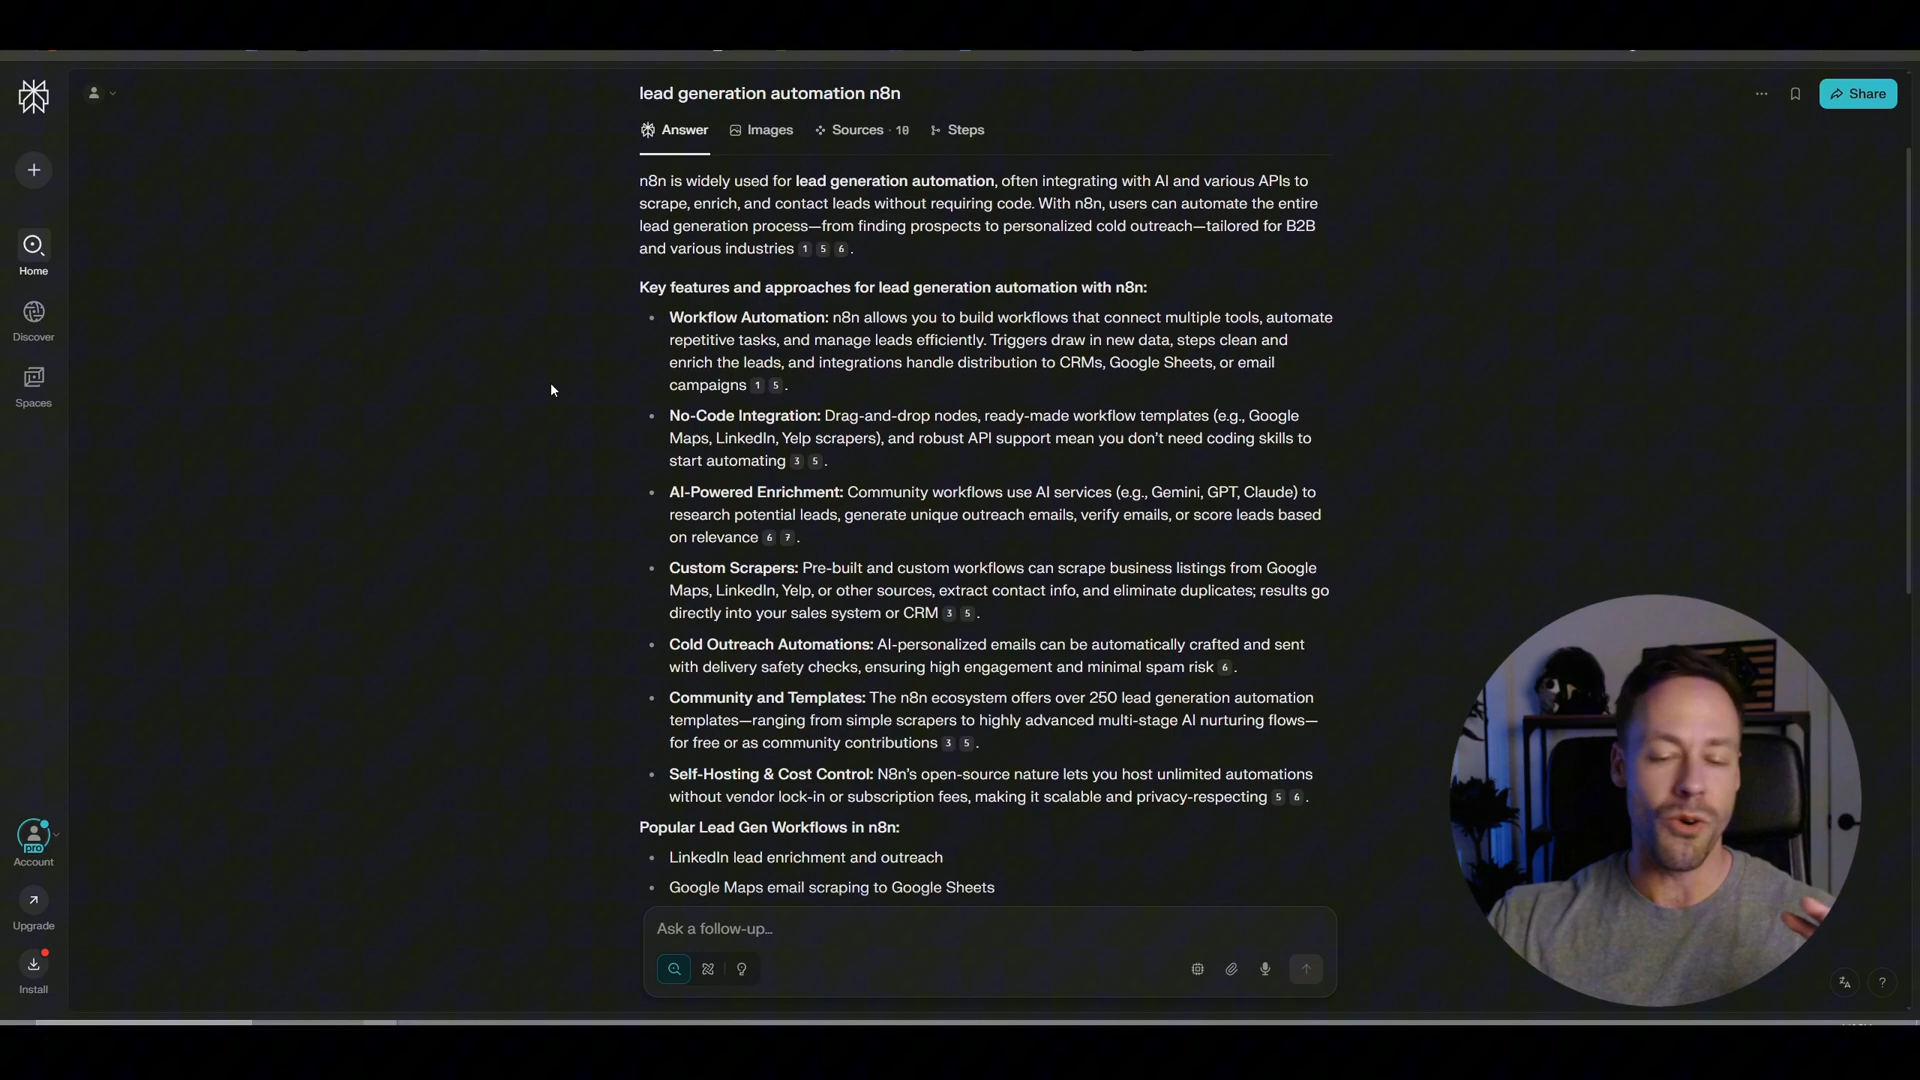 lead generation automation n8n
Share
Answer
Images
Sources · 10
Steps
n8n is widely used for lead generation automation, often integrating with AI and various APIs to
scrape, enrich, and contact leads without requiring code. With n8n, users can automate the entire
lead generation process—from finding prospects to personalized cold outreach—tailored for B2B
and various industries 1 5 6 .
Key features and approaches for lead generation automation with n8n:
• Workflow Automation: n8n allows you to build workflows that connect multiple tools, automate
repetitive tasks, and manage leads efficiently. Triggers draw in new data, steps clean and
enrich the leads, and integrations handle distribution to CRMs, Google Sheets, or email
campaigns 1 5 .
• No-Code Integration: Drag-and-drop nodes, ready-made workflow templates (e.g., Google
Maps, LinkedIn, Yelp scrapers), and robust API support mean you don't need coding skills to
start automating 3 5 .
• AI-Powered Enrichment: Community workflows use AI services (e.g., Gemini, GPT, Claude) to
research potential leads, generate unique outreach emails, verify emails, or score leads based
on relevance 6 7 .
• Custom Scrapers: Pre-built and custom workflows can scrape business listings from Google
Maps, LinkedIn, Yelp, or other sources, extract contact info, and eliminate duplicates; results go
directly into your sales system or CRM 3 5 .
• Cold Outreach Automations: AI-personalized emails can be automatically crafted and sent
with delivery safety checks, ensuring high engagement and minimal spam risk 6 .
• Community and Templates: The n8n ecosystem offers over 250 lead generation automation
templates—ranging from simple scrapers to highly advanced multi-stage AI nurturing flows—
for free or as community contributions 3 5 .
• Self-Hosting & Cost Control: N8n's open-source nature lets you host unlimited automations
without vendor lock-in or subscription fees, making it scalable and privacy-respecting 5 6 .
Popular Lead Gen Workflows in n8n:
• LinkedIn lead enrichment and outreach
• Google Maps email scraping to Google Sheets
Ask a follow-up...
Home
Discover
Spaces
pro
Account
Upgrade
Install
?